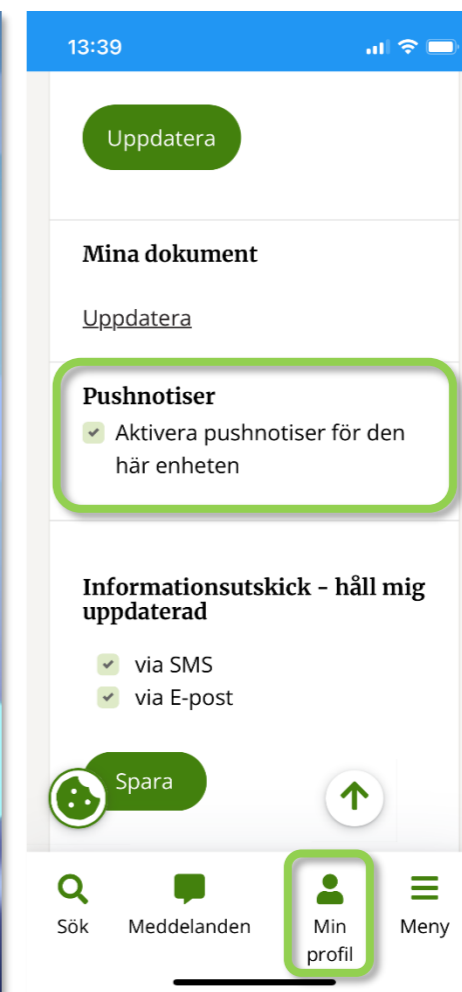 13:39
Uppdatera
Mina dokument
Uppdatera
Pushnotiser
Aktivera pushnotiser för den
här enheten
Informationsutskick - håll mig
uppdaterad
via SMS
via E-post
Spara
Sök
Meddelanden
Min
profil
Meny